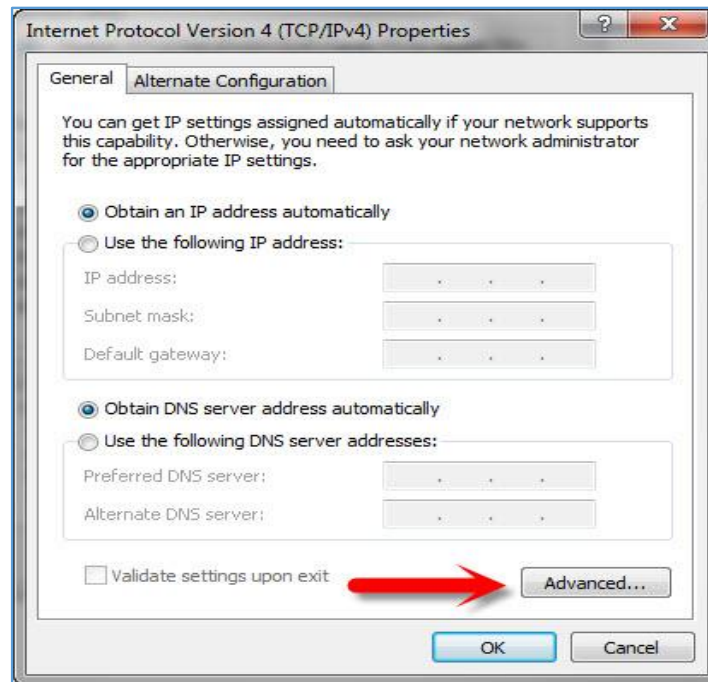 Internet Protocol Version 4 (TCP/IPv4) Properties
General
Alternate Configuration
You can get IP settings assigned automatically if your network supports
this capability. Otherwise, you need to ask your network administrator
for the appropriate IP settings.
Obtain an IP address automatically
Use the following IP address:
IP address:
Subnet mask:
Default gateway:
Obtain DNS server address automatically
Use the following DNS server addresses:
Preferred DNS server:
Alternate DNS server:
Validate settings upon exit
Advanced...
OK
Cancel